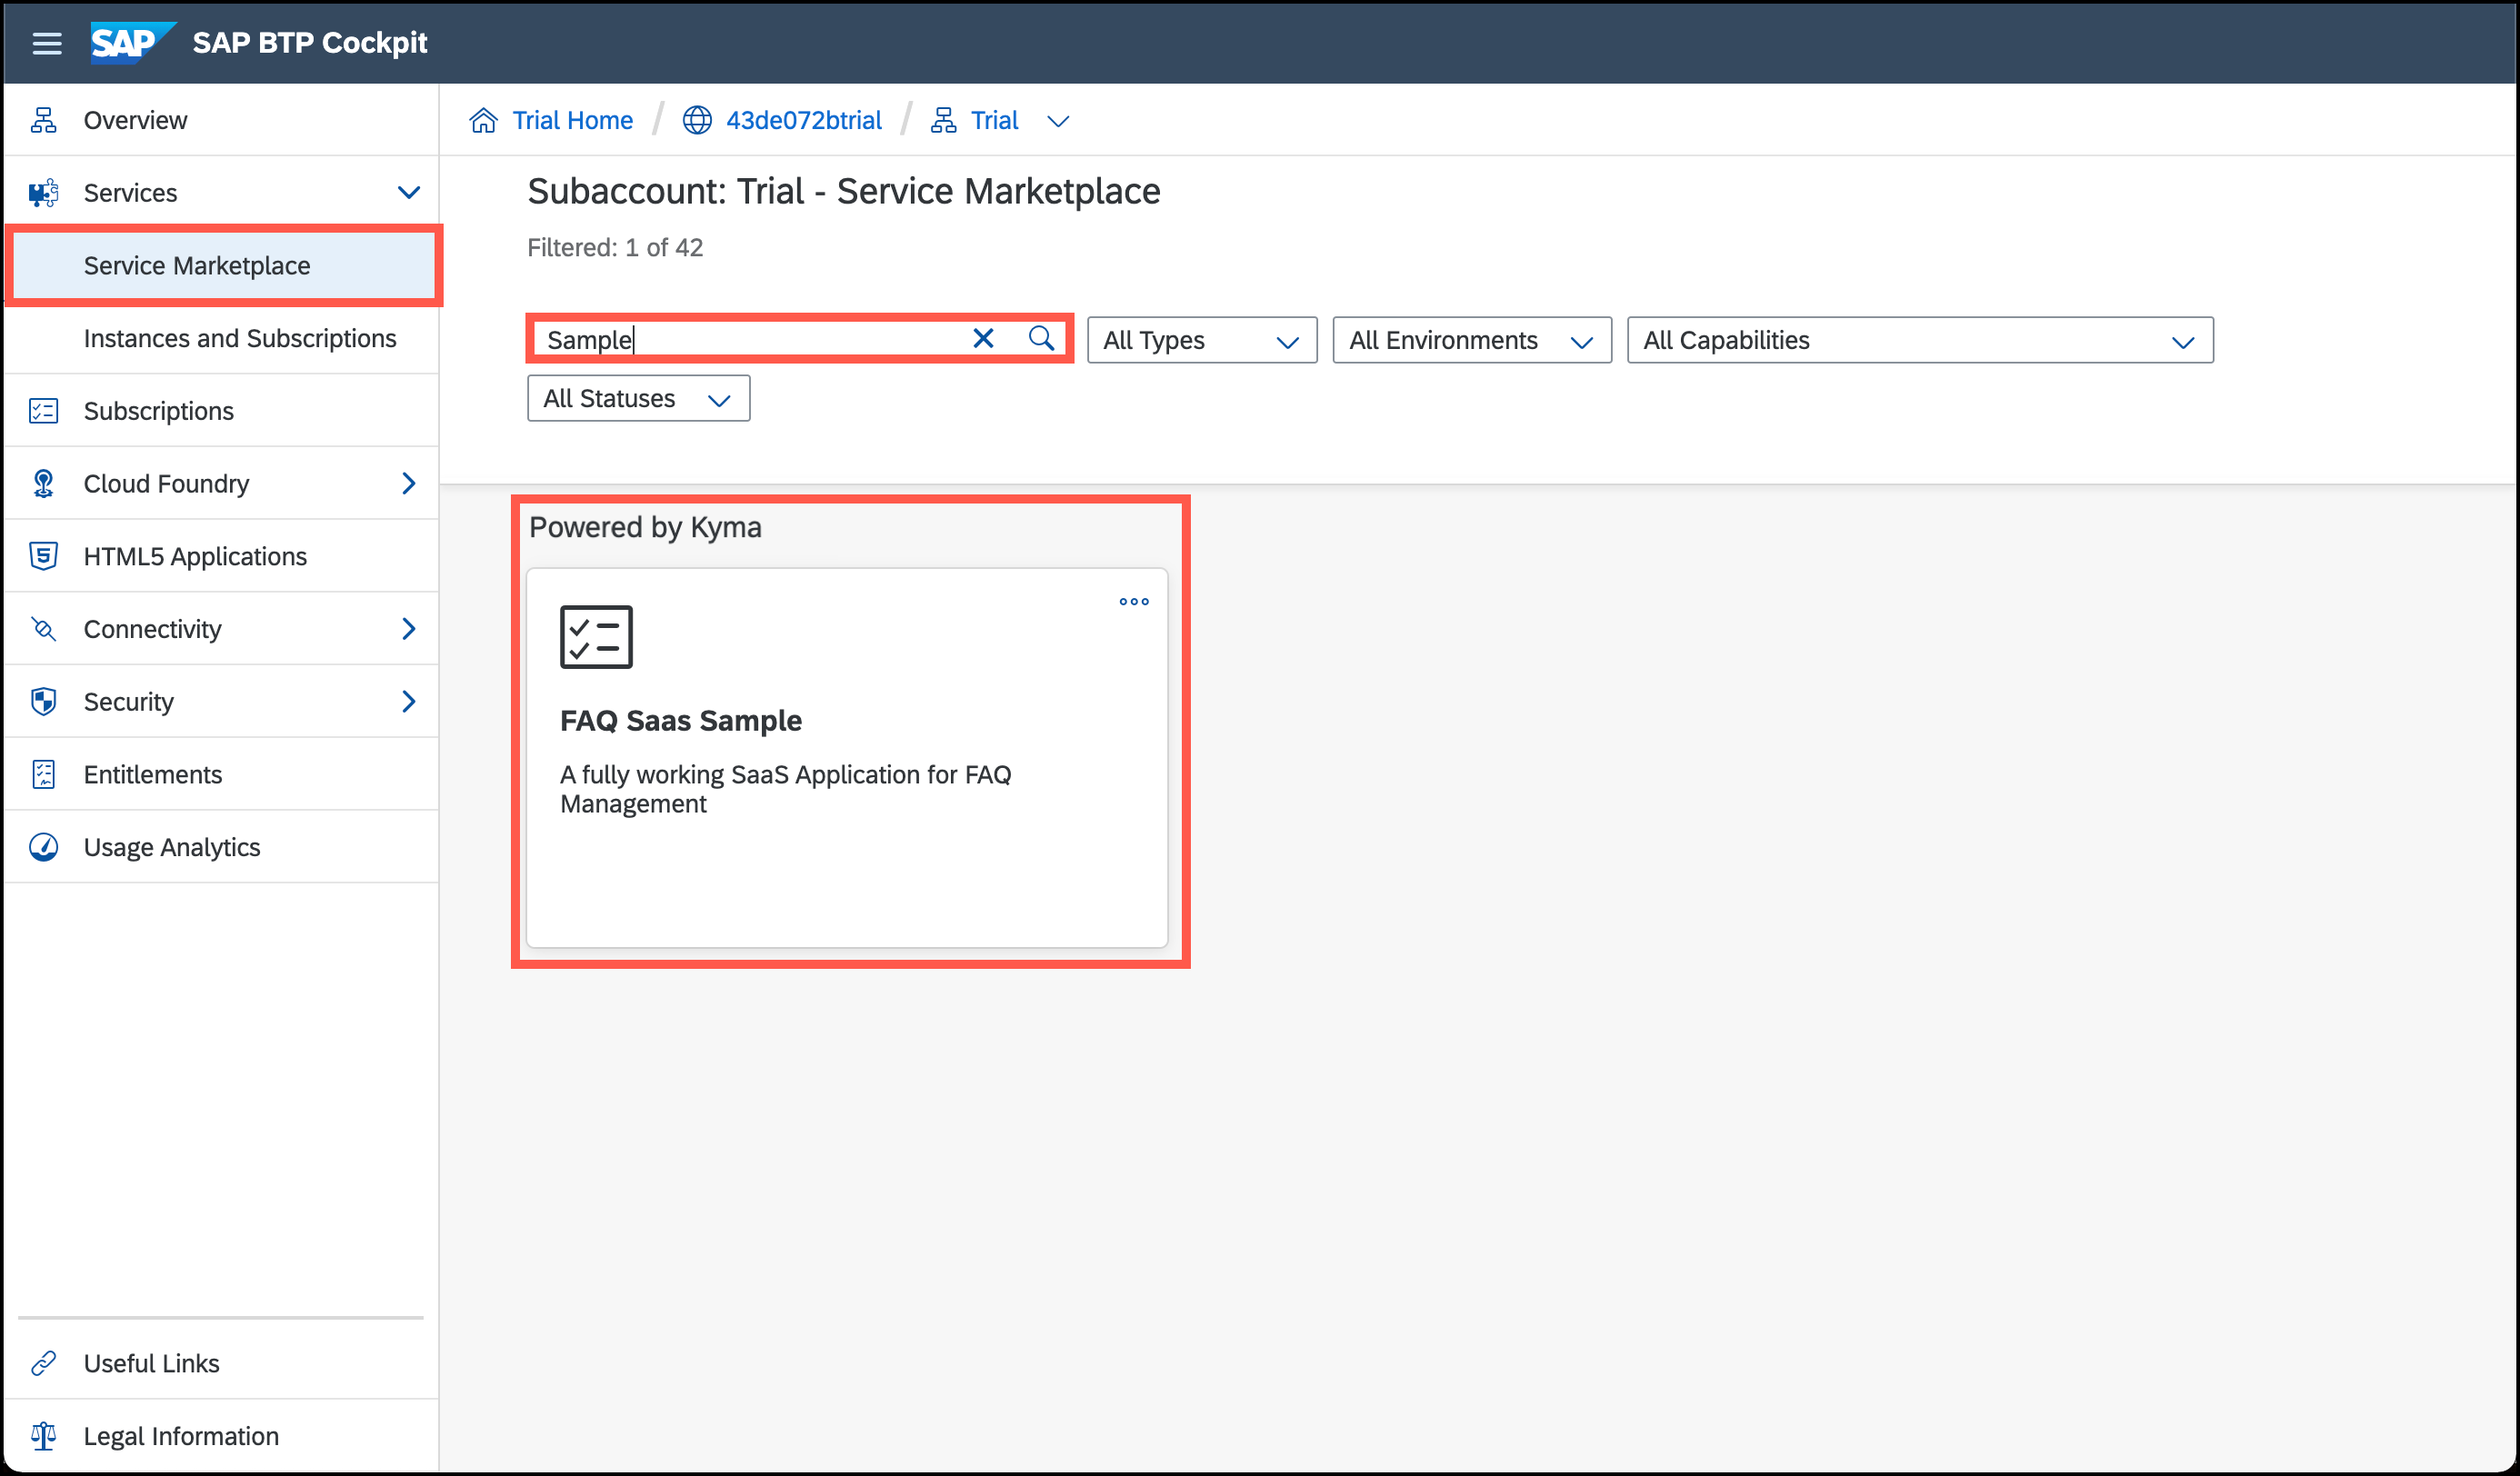 SAP SAP BTP Cockpit
Overview
Services
Service Marketplace
Instances and Subscriptions
Subscriptions
Cloud Foundry
HTML5 Applications
Connectivity
Security
Entitlements
Usage Analytics
Useful Links
Legal Information
Trial Home / 43de072btrial / Trial
Subaccount: Trial - Service Marketplace
Filtered: 1 of 42
Sample All Types All Environments All Capabilities
All Statuses
Powered by Kyma
FAQ Saas Sample
A fully working SaaS Application for FAQ
Management